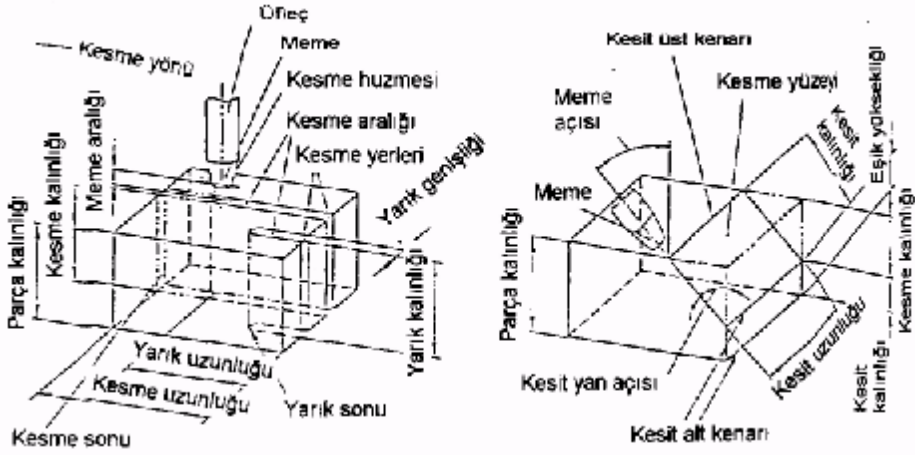 Üfleç
Meme
Kesme yönü
Kesme huzmesi
Kesme aralığı
Kesme yerleri
Yarık genişliği
Meme aralığı
Kesme kalınlığı
Parça kalınlığı
Yarık kalınlığı
Yarık uzunluğu
Kesme uzunluğu
Yarık sonu
Kesme sonu
Kesit üst kenarı
Kesme yüzeyi
Meme
açısı
Kesit
kalınlığı
Eşik yüksekliği
Meme
Parça kalınlığı
Kesme kalınlığı
Kesit yan açısı
Kesit uzunluğu
Kesit
kalınlığı
Kesit alt kenarı